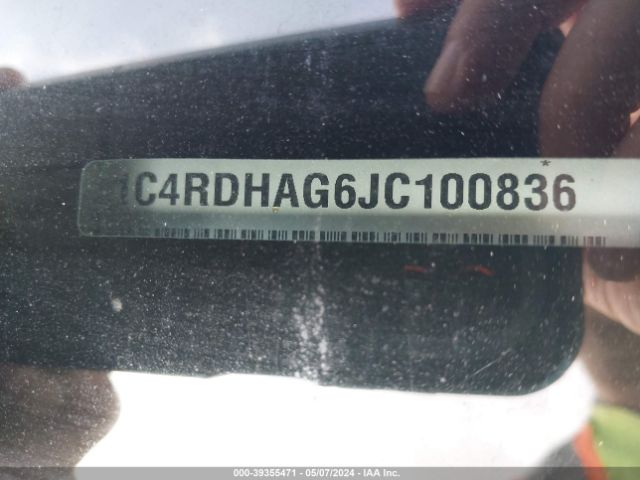 1C4RDHAG6JC100836
*
000-39355471 - 05/07/2024 - IAA Inc.